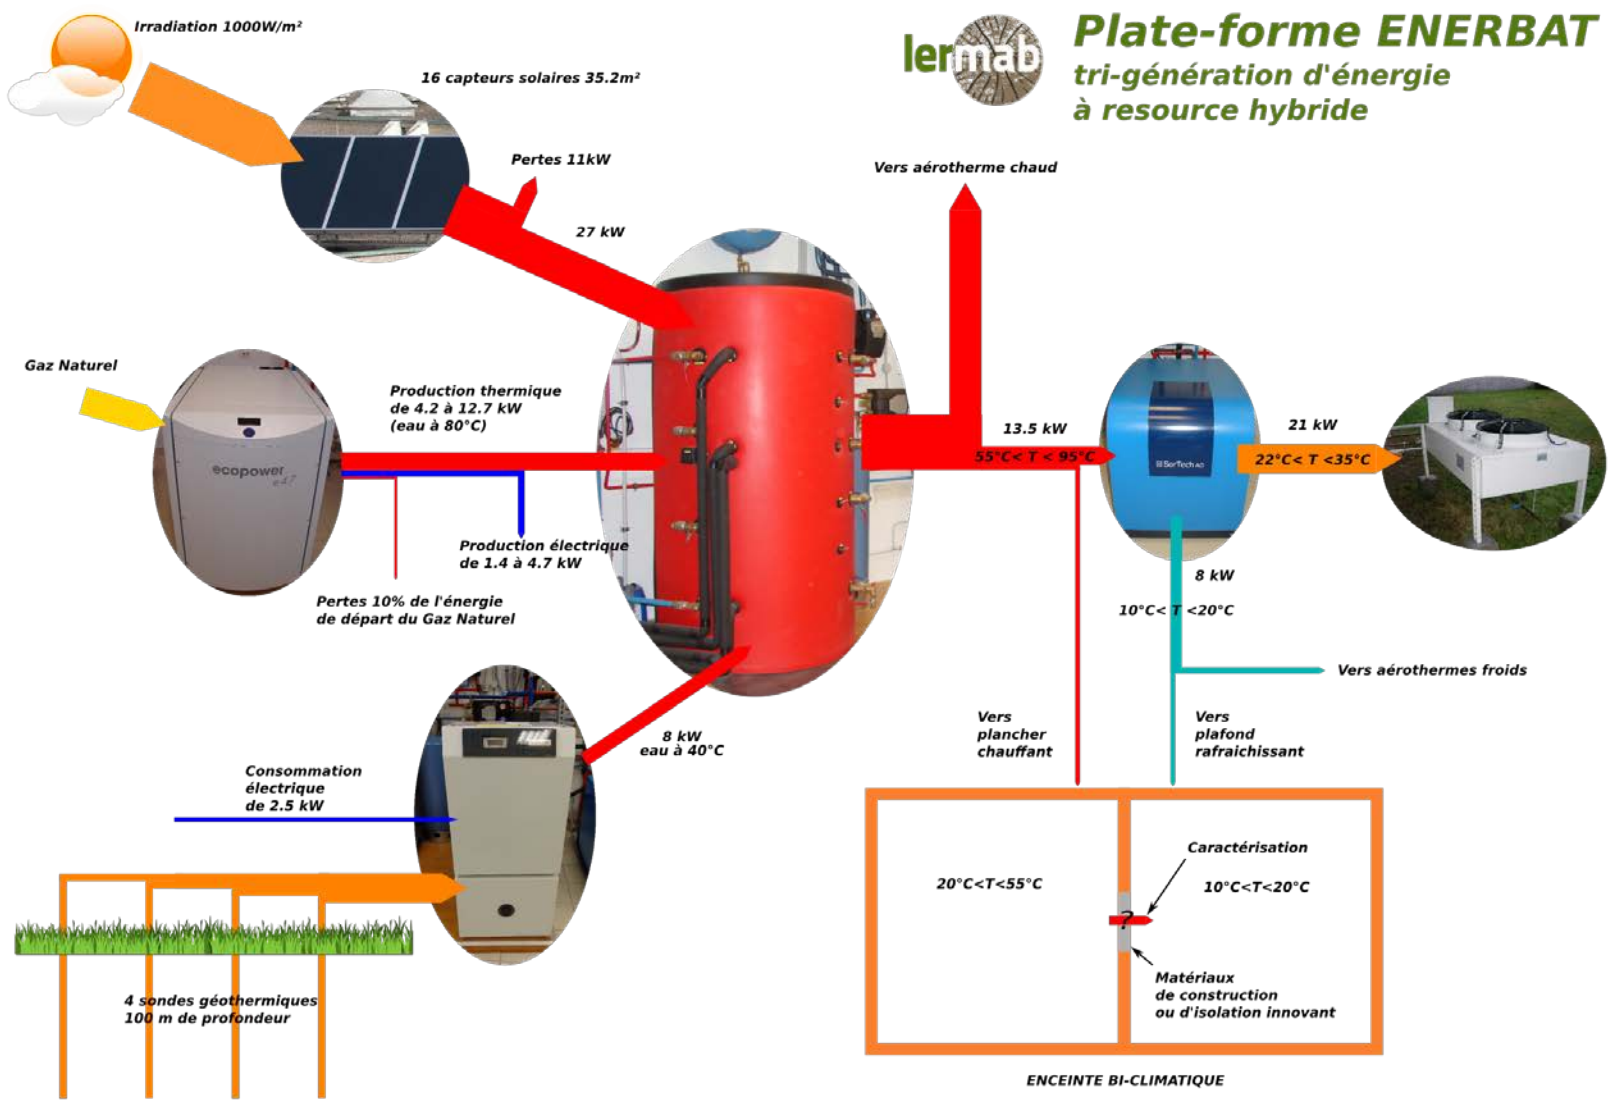 Irradiation 1000W/m²
16 capteurs solaires 35.2m²
lermab
Plate-forme ENERBAT
tri-génération d'énergie
à resource hybride
Pertes 11kW
27 kW
Vers aérotherme chaud
Gaz Naturel
ecopower
e4.7
Production thermique
de 4.2 à 12.7 kW
(eau à 80°C)
Production électrique
de 1.4 à 4.7 kW
Pertes 10% de l'énergie
de départ du Gaz Naturel
13.5 kW
55°C< T < 95°C
SorTech AG
21 kW
22°C< T <35°C
8 kW
10°C< T <20°C
Vers aérothermes froids
Vers
plancher
chauffant
Vers
plafond
rafraichissant
8 kW
eau à 40°C
Consommation
électrique
de 2.5 kW
4 sondes géothermiques
100 m de profondeur
20°C<T<55°C
Caractérisation
10°C<T<20°C
?
Matériaux
de construction
ou d'isolation innovant
ENCEINTE BI-CLIMATIQUE